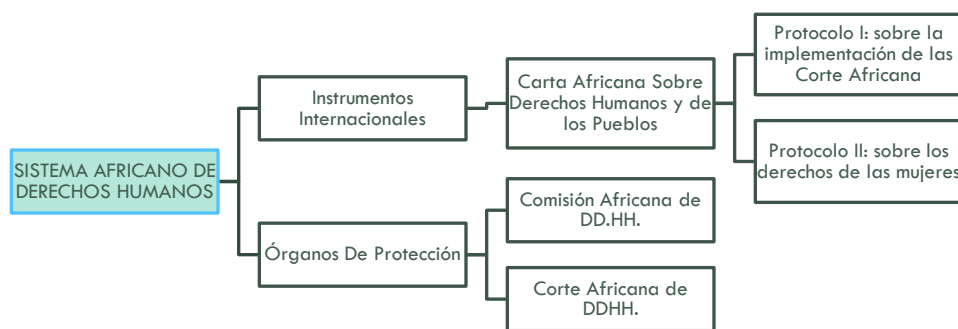 SISTEMA AFRICANO DE
DERECHOS HUMANOS
Instrumentos
Internacionales
Carta Africana Sobre
Derechos Humanos y de
los Pueblos
Protocolo I: sobre la
implementación de las
Corte Africana
Protocolo II: sobre los
derechos de las mujeres
Órganos De Protección
Comisión Africana de
DD.HH.
Corte Africana de
DDHH.